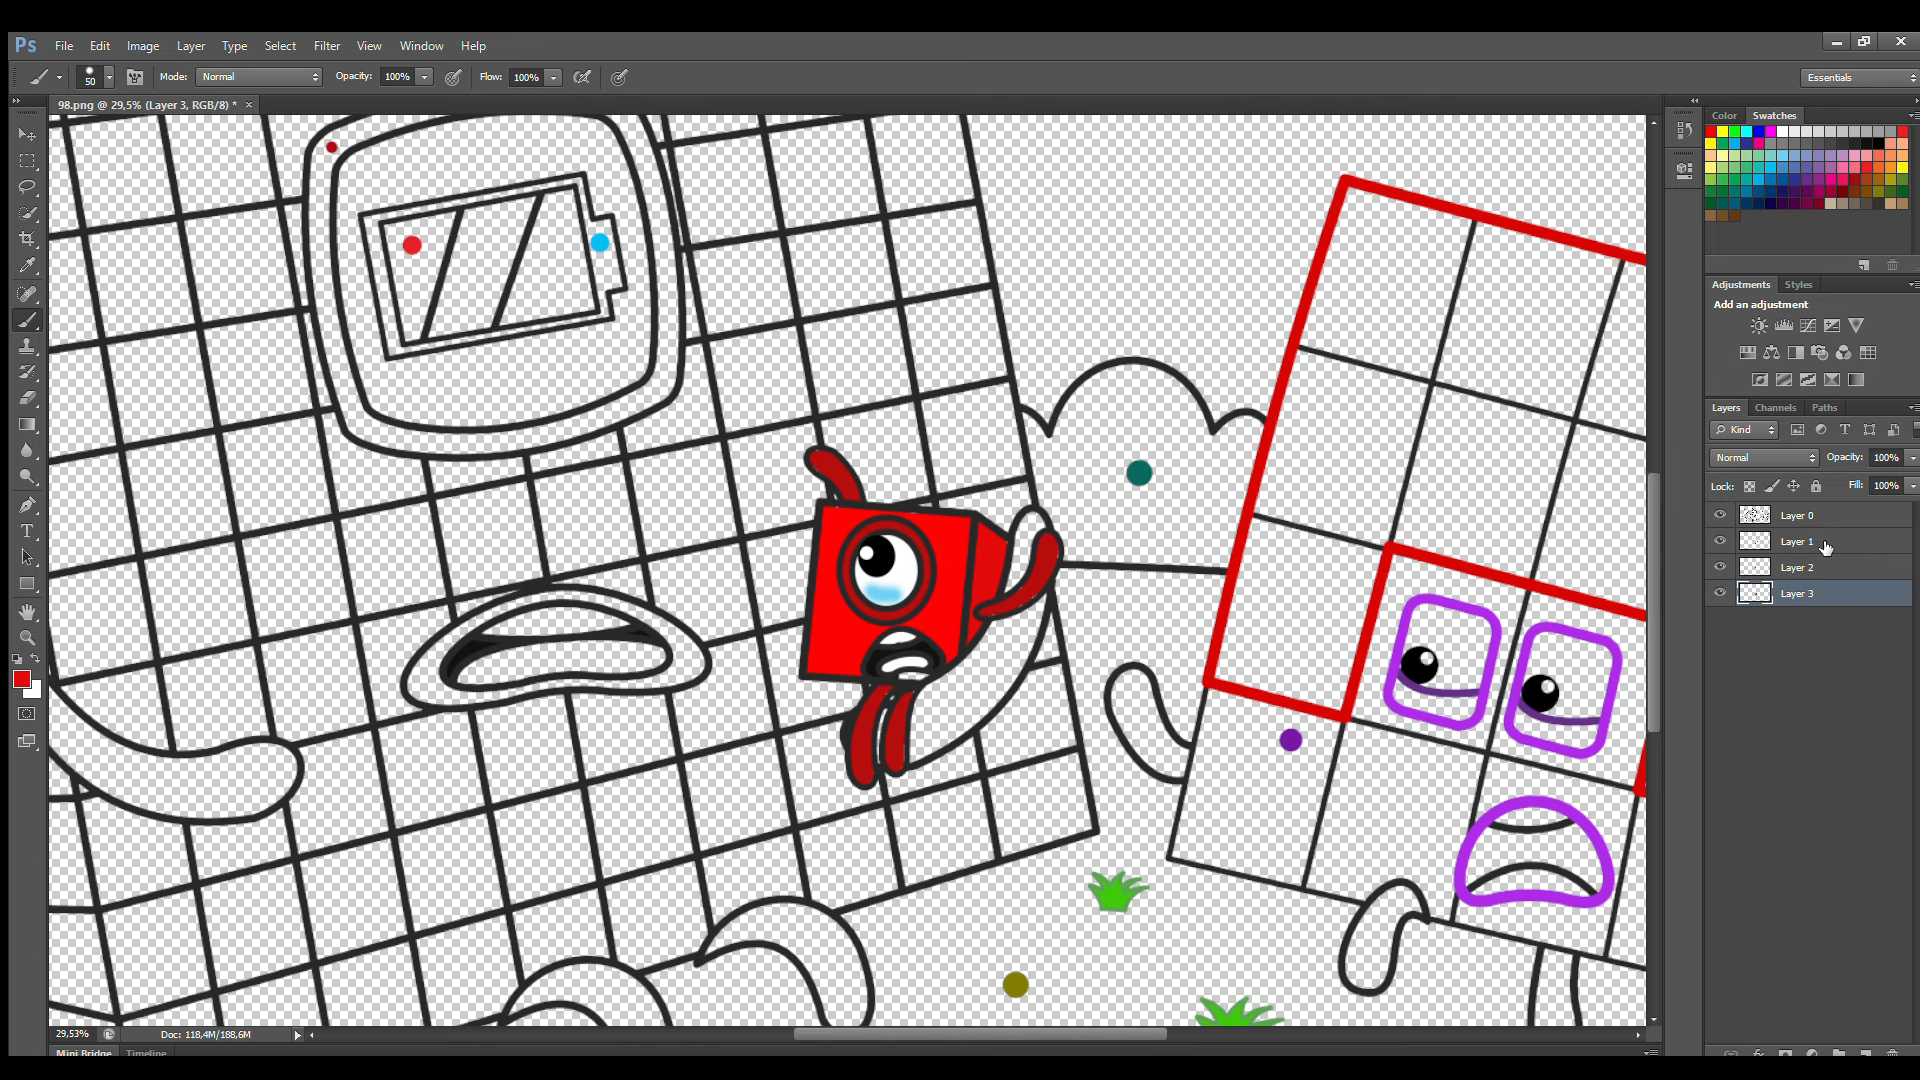 Ps File Edit Image Layer Type Select Filter View Window Help
50 Mode: Normal Opacity: 100% Flow: 100% Essentials
98.png @ 29,5% (Layer 3, RGB/8) *
Color Swatches
Adjustments Styles
Add an adjustment
Layers Channels Paths
Kind
Normal Opacity: 100%
Lock: Fill: 100%
Layer 0
Layer 1
Layer 2
Layer 3
29,53% Doc: 118,4M/188,6M
Mini Bridge Timeline